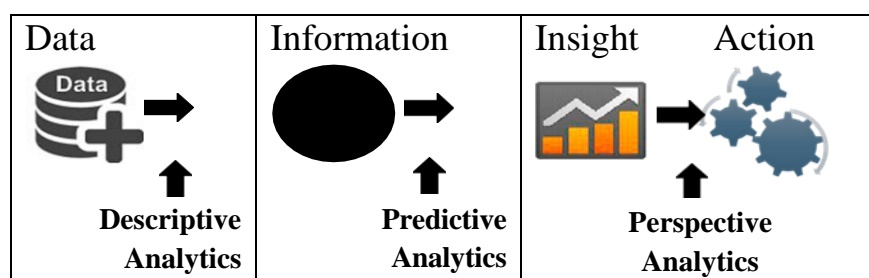 Data
Information
Insight Action
Data
Descriptive
Analytics
Predictive
Analytics
Perspective
Analytics